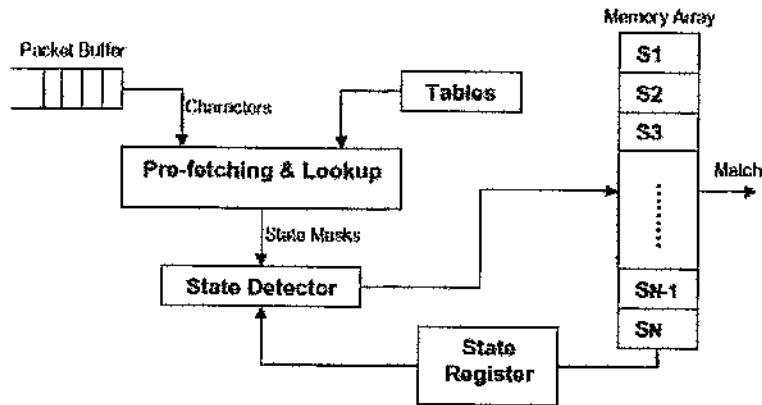 Memory Array
Packet Buffer
S1
S2
Tables
Characters
S3
Pre-fetching & Lookup
Match
State Masks
State Detector
SN-1
SN
State
Register